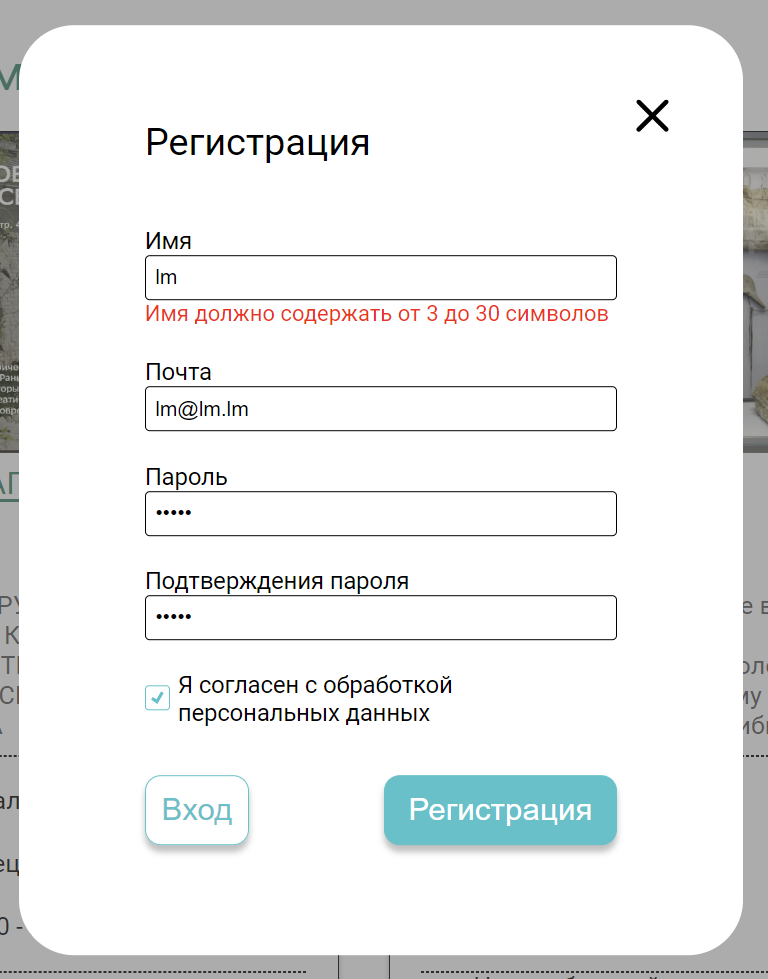 Регистрация
Имя
lm
Имя должно содержать от 3 до 30 символов
Почта
lm@lm.lm
Пароль
•••••
Подтверждения пароля
•••••
Я согласен с обработкой
персональных данных
Вход
Регистрация